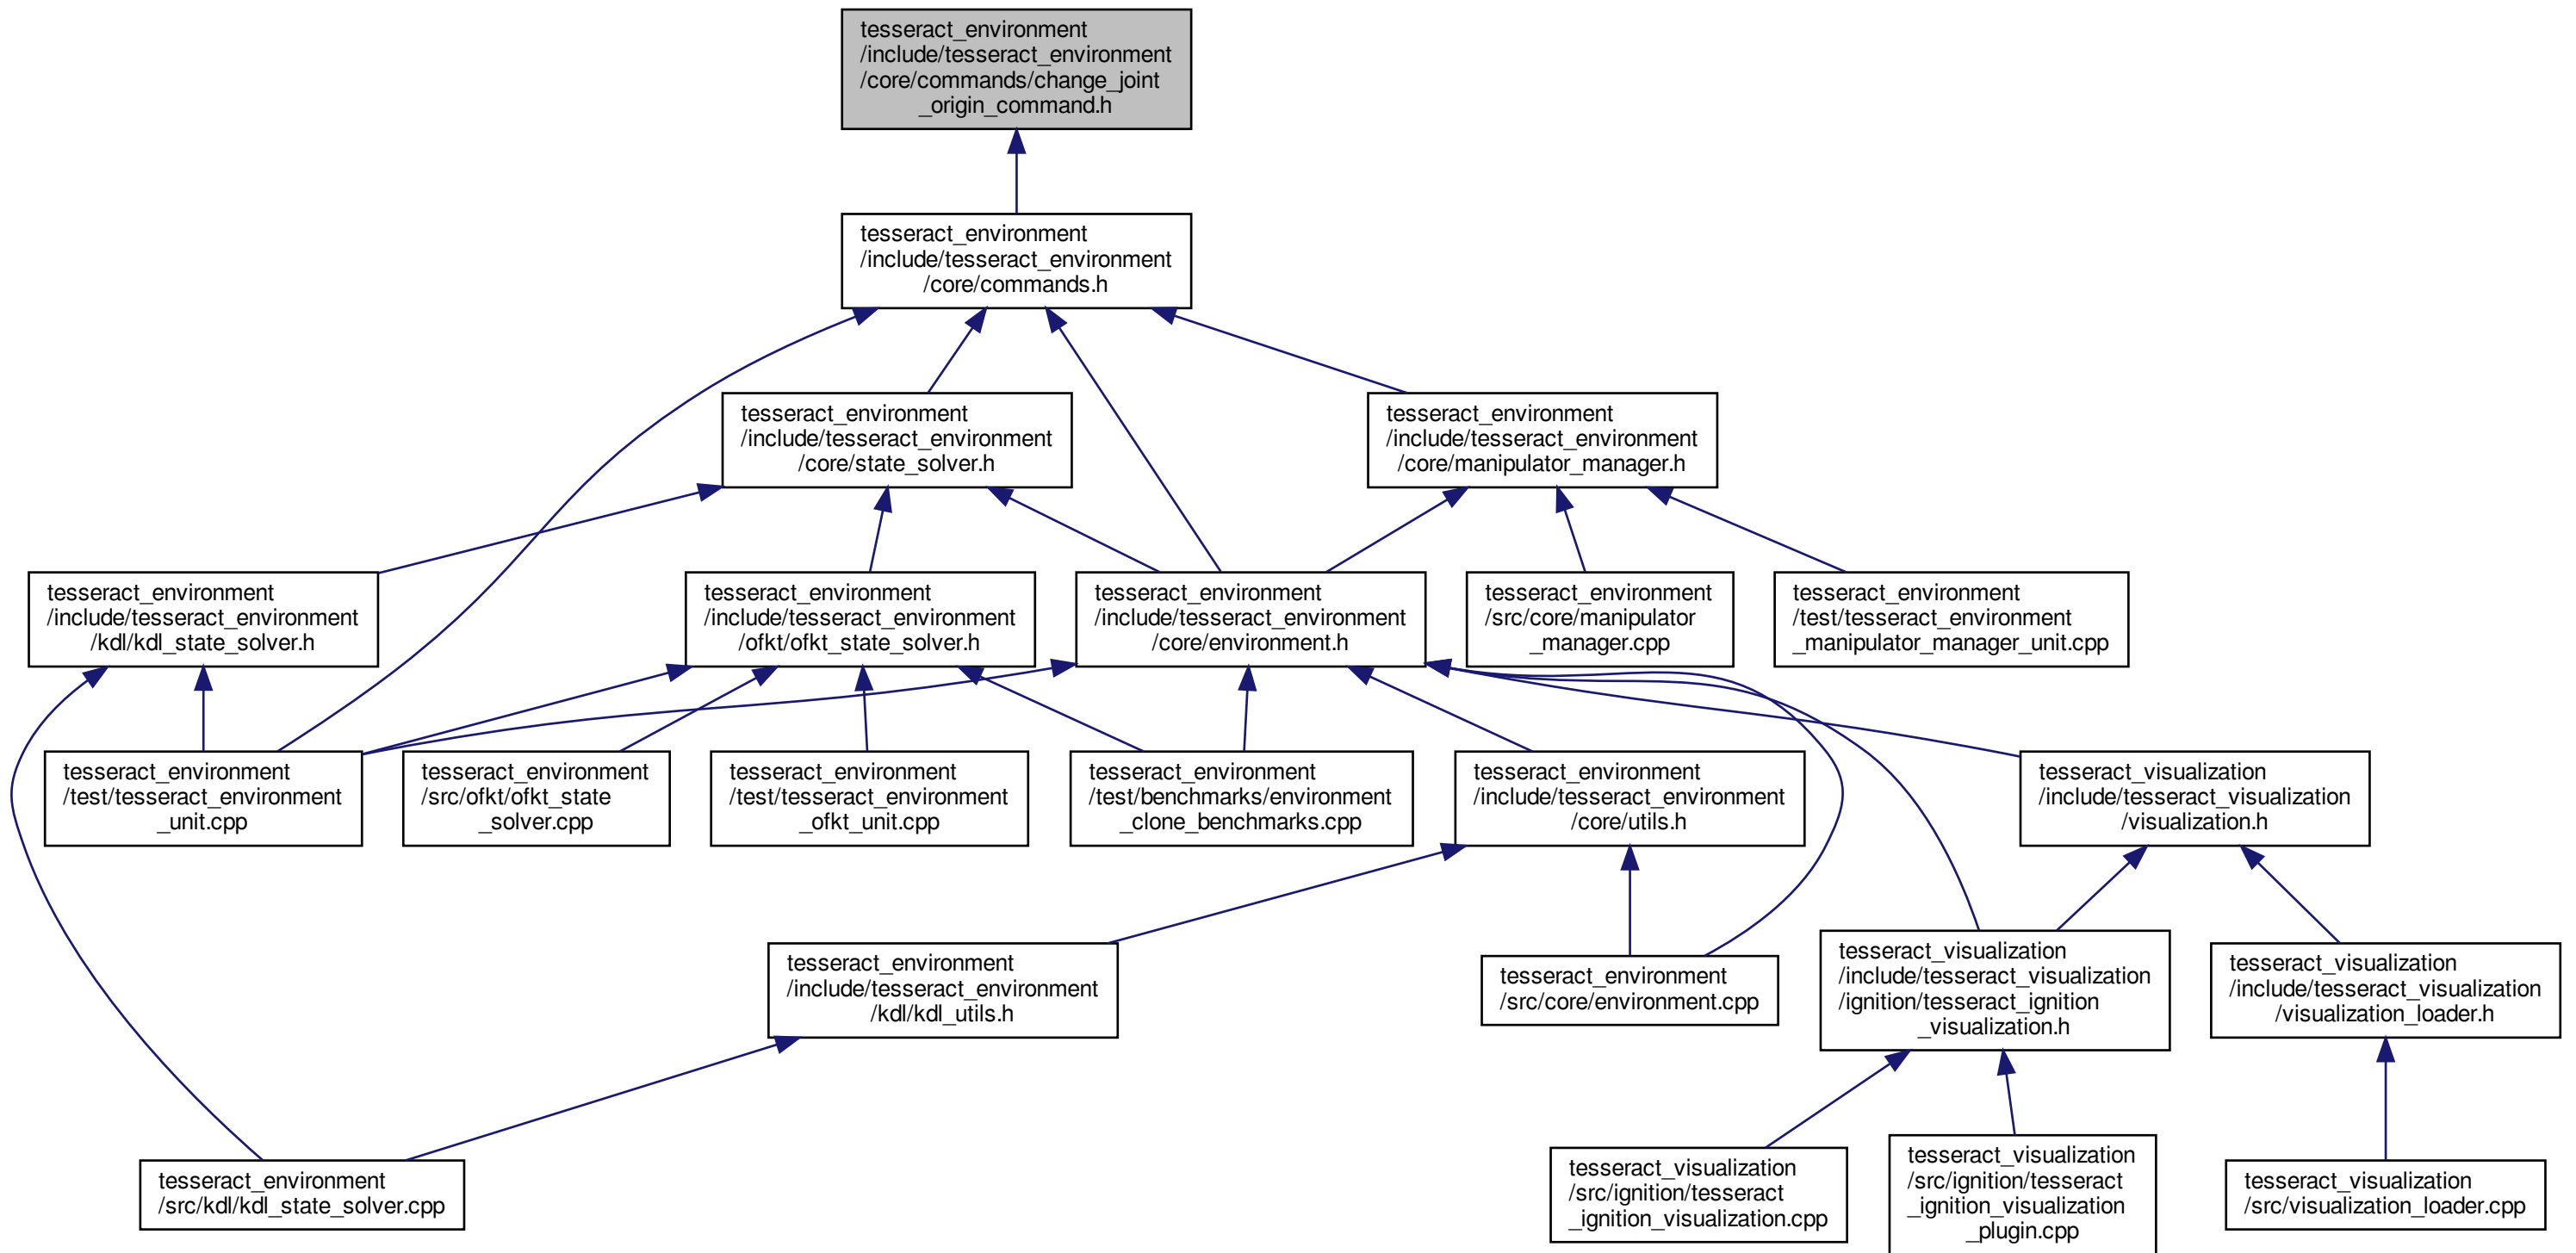 tesseract_environment
/include/tesseract_environment
/core/commands/change_joint
_origin_command.h
tesseract_environment
/include/tesseract_environment
/core/commands.h
tesseract_environment
/include/tesseract_environment
/core/state_solver.h
tesseract_environment
/include/tesseract_environment
/core/manipulator_manager.h
tesseract_environment
/include/tesseract_environment
/kdl/kdl_state_solver.h
tesseract_environment
/include/tesseract_environment
/ofkt/ofkt_state_solver.h
tesseract_environment
/include/tesseract_environment
/core/environment.h
tesseract_environment
/src/core/manipulator
_manager.cpp
tesseract_environment
/test/tesseract_environment
_manipulator_manager_unit.cpp
tesseract_environment
/test/tesseract_environment
_unit.cpp
tesseract_environment
/src/ofkt/ofkt_state
_solver.cpp
tesseract_environment
/test/tesseract_environment
_ofkt_unit.cpp
tesseract_environment
/test/benchmarks/environment
_clone_benchmarks.cpp
tesseract_environment
/include/tesseract_environment
/core/utils.h
tesseract_visualization
/include/tesseract_visualization
/visualization.h
tesseract_environment
/include/tesseract_environment
/kdl/kdl_utils.h
tesseract_environment
/src/core/environment.cpp
tesseract_visualization
/include/tesseract_visualization
/ignition/tesseract_ignition
_visualization.h
tesseract_visualization
/include/tesseract_visualization
/visualization_loader.h
tesseract_environment
/src/kdl/kdl_state_solver.cpp
tesseract_visualization
/src/ignition/tesseract
_ignition_visualization.cpp
tesseract_visualization
/src/ignition/tesseract
_ignition_visualization
_plugin.cpp
tesseract_visualization
/src/visualization_loader.cpp